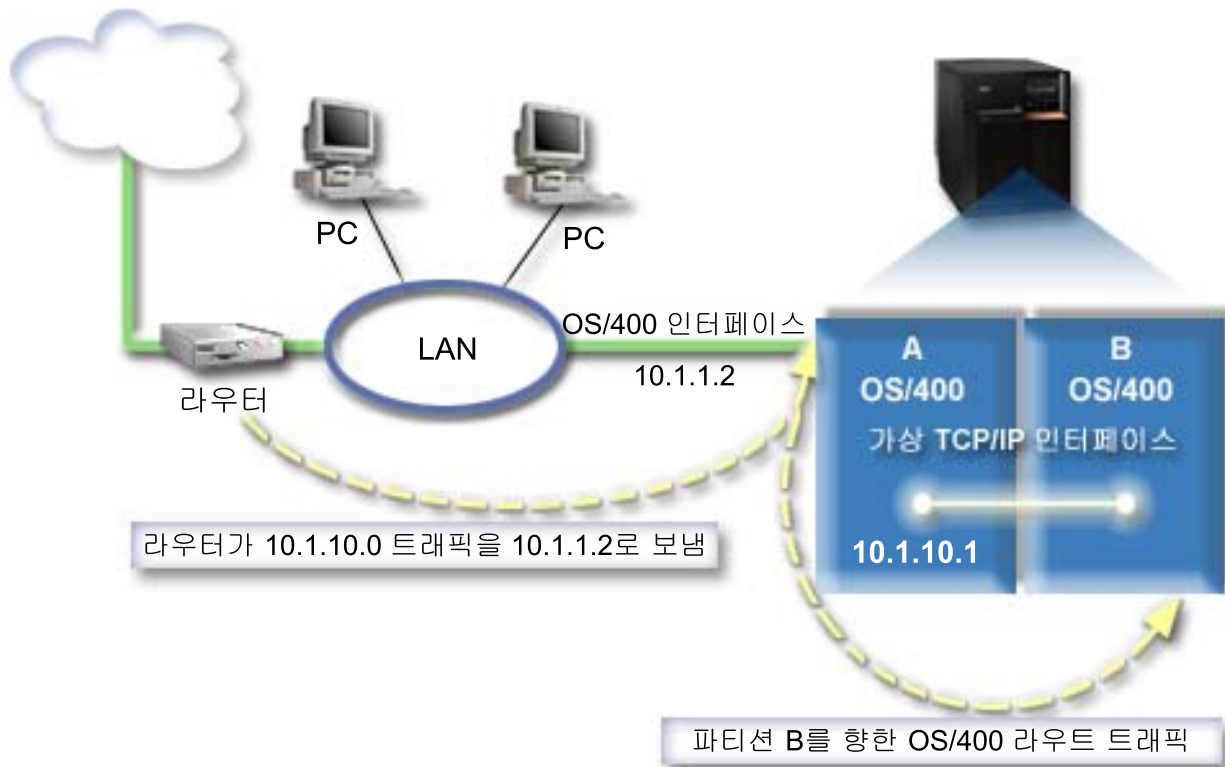 PC
PC
LAN
OS/400 인터페이스
10.1.1.2
라우터
A
OS/400
B
OS/400
가상 TCP/IP 인터페이스
10.1.10.1
라우터가 10.1.10.0 트래픽을 10.1.1.2로 보냄
파티션 B를 향한 OS/400 라우트 트래픽